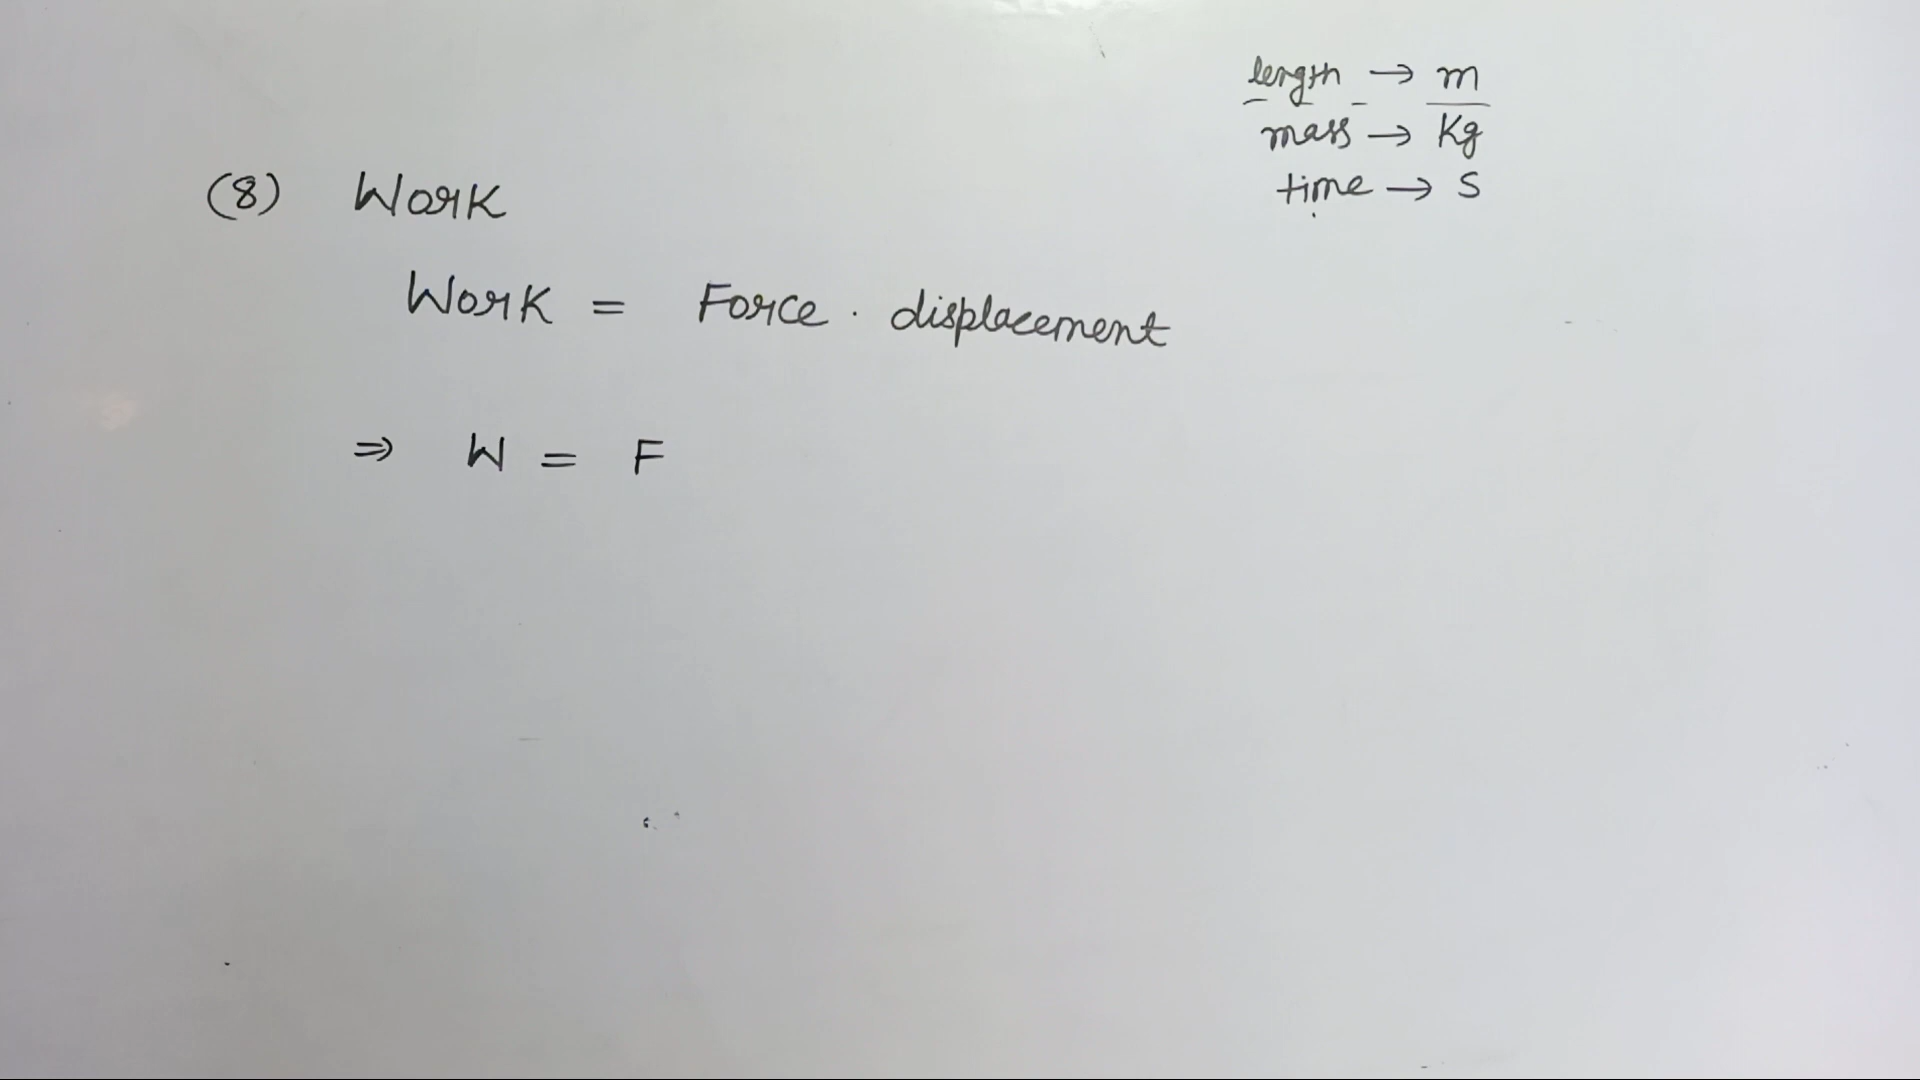 length → m
mass → Kg
time → s
(8) Work
Work = Force · displacement
⇒ W = F